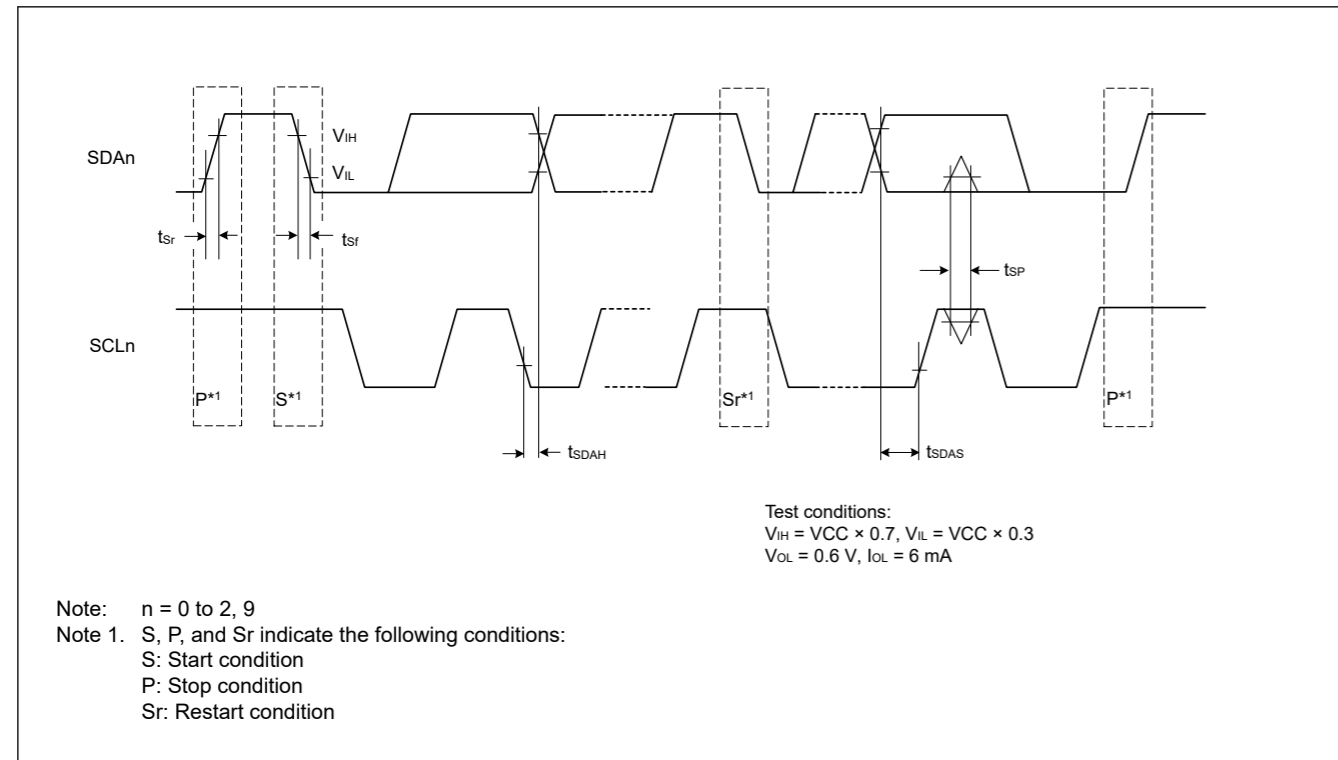 SDAn
VIH
VIL
tSr
tSf
tSP
SCLn
P*1
S*1
Sr*1
P*1
tSDAH
tSDAS
Test conditions:
VIH = VCC × 0.7, VIL = VCC × 0.3
VOL = 0.6 V, IOL = 6 mA
Note: n = 0 to 2, 9
Note 1. S, P, and Sr indicate the following conditions:
S: Start condition
P: Stop condition
Sr: Restart condition